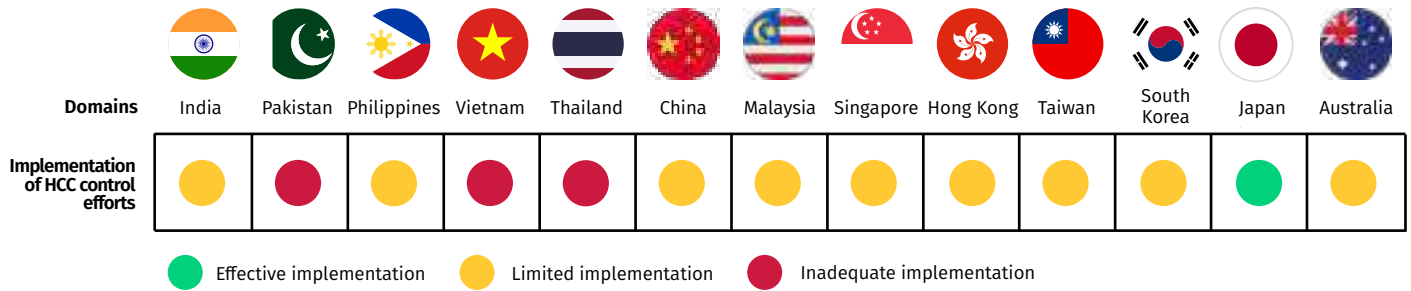 Domains India Pakistan Philippines Vietnam Thailand China Malaysia Singapore Hong Kong Taiwan South Korea Japan Australia
Implementation
of HCC control
efforts
Effective implementation Limited implementation Inadequate implementation